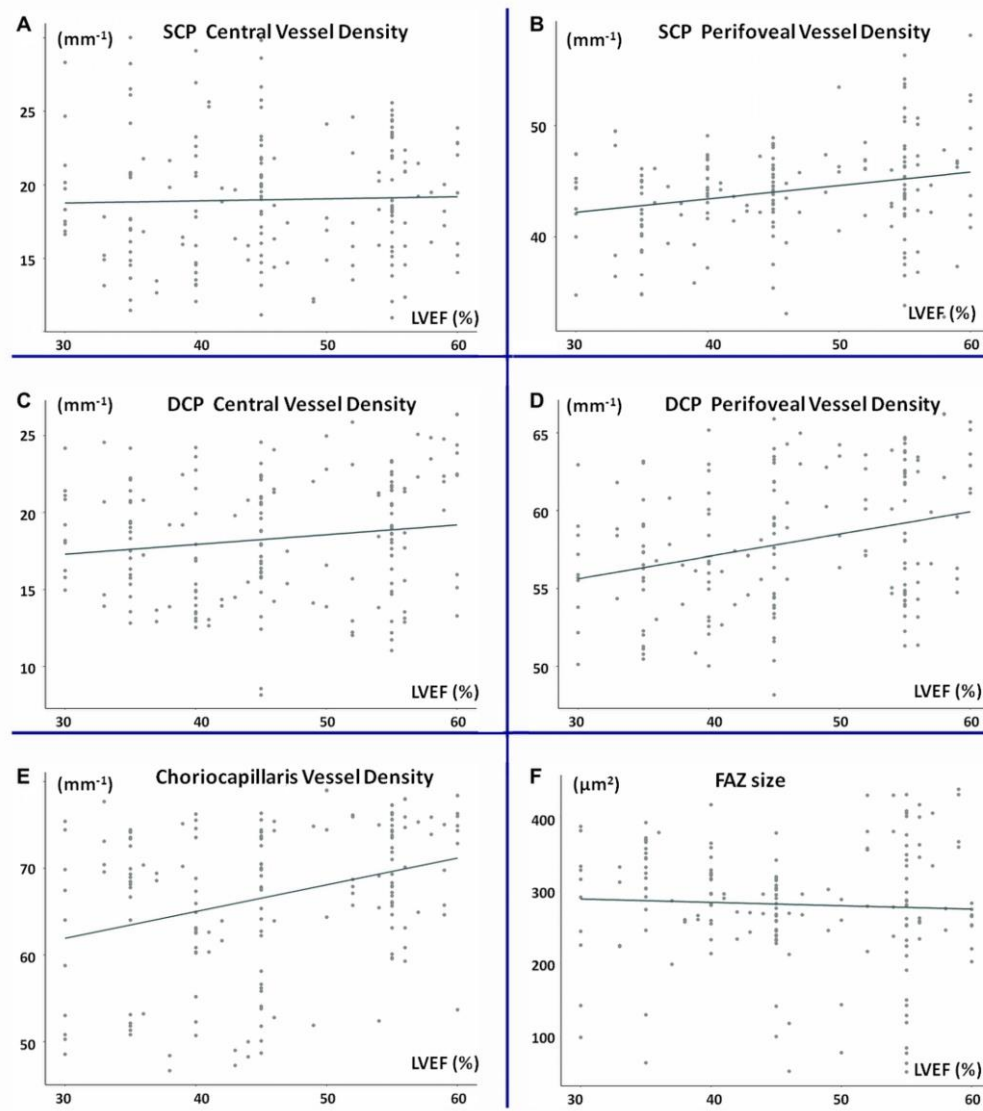 A
(mm⁻¹)
SCP Central Vessel Density
25
20
15
LVEF (%)
30 40 50 60
B
(mm⁻¹)
SCP Perifoveal Vessel Density
50
40
LVEF. (%)
30 40 50 60
C
(mm⁻¹)
DCP Central Vessel Density
25
20
15
10
LVEF (%)
30 40 50 60
D
(mm⁻¹)
DCP Perifoveal Vessel Density
65
60
55
50
LVEF (%)
30 40 50 60
E
(mm⁻¹)
Choriocapillaris Vessel Density
70
60
50
LVEF (%)
30 40 50 60
F
(μm²)
FAZ size
400
300
200
100
LVEF (%)
30 40 50 60